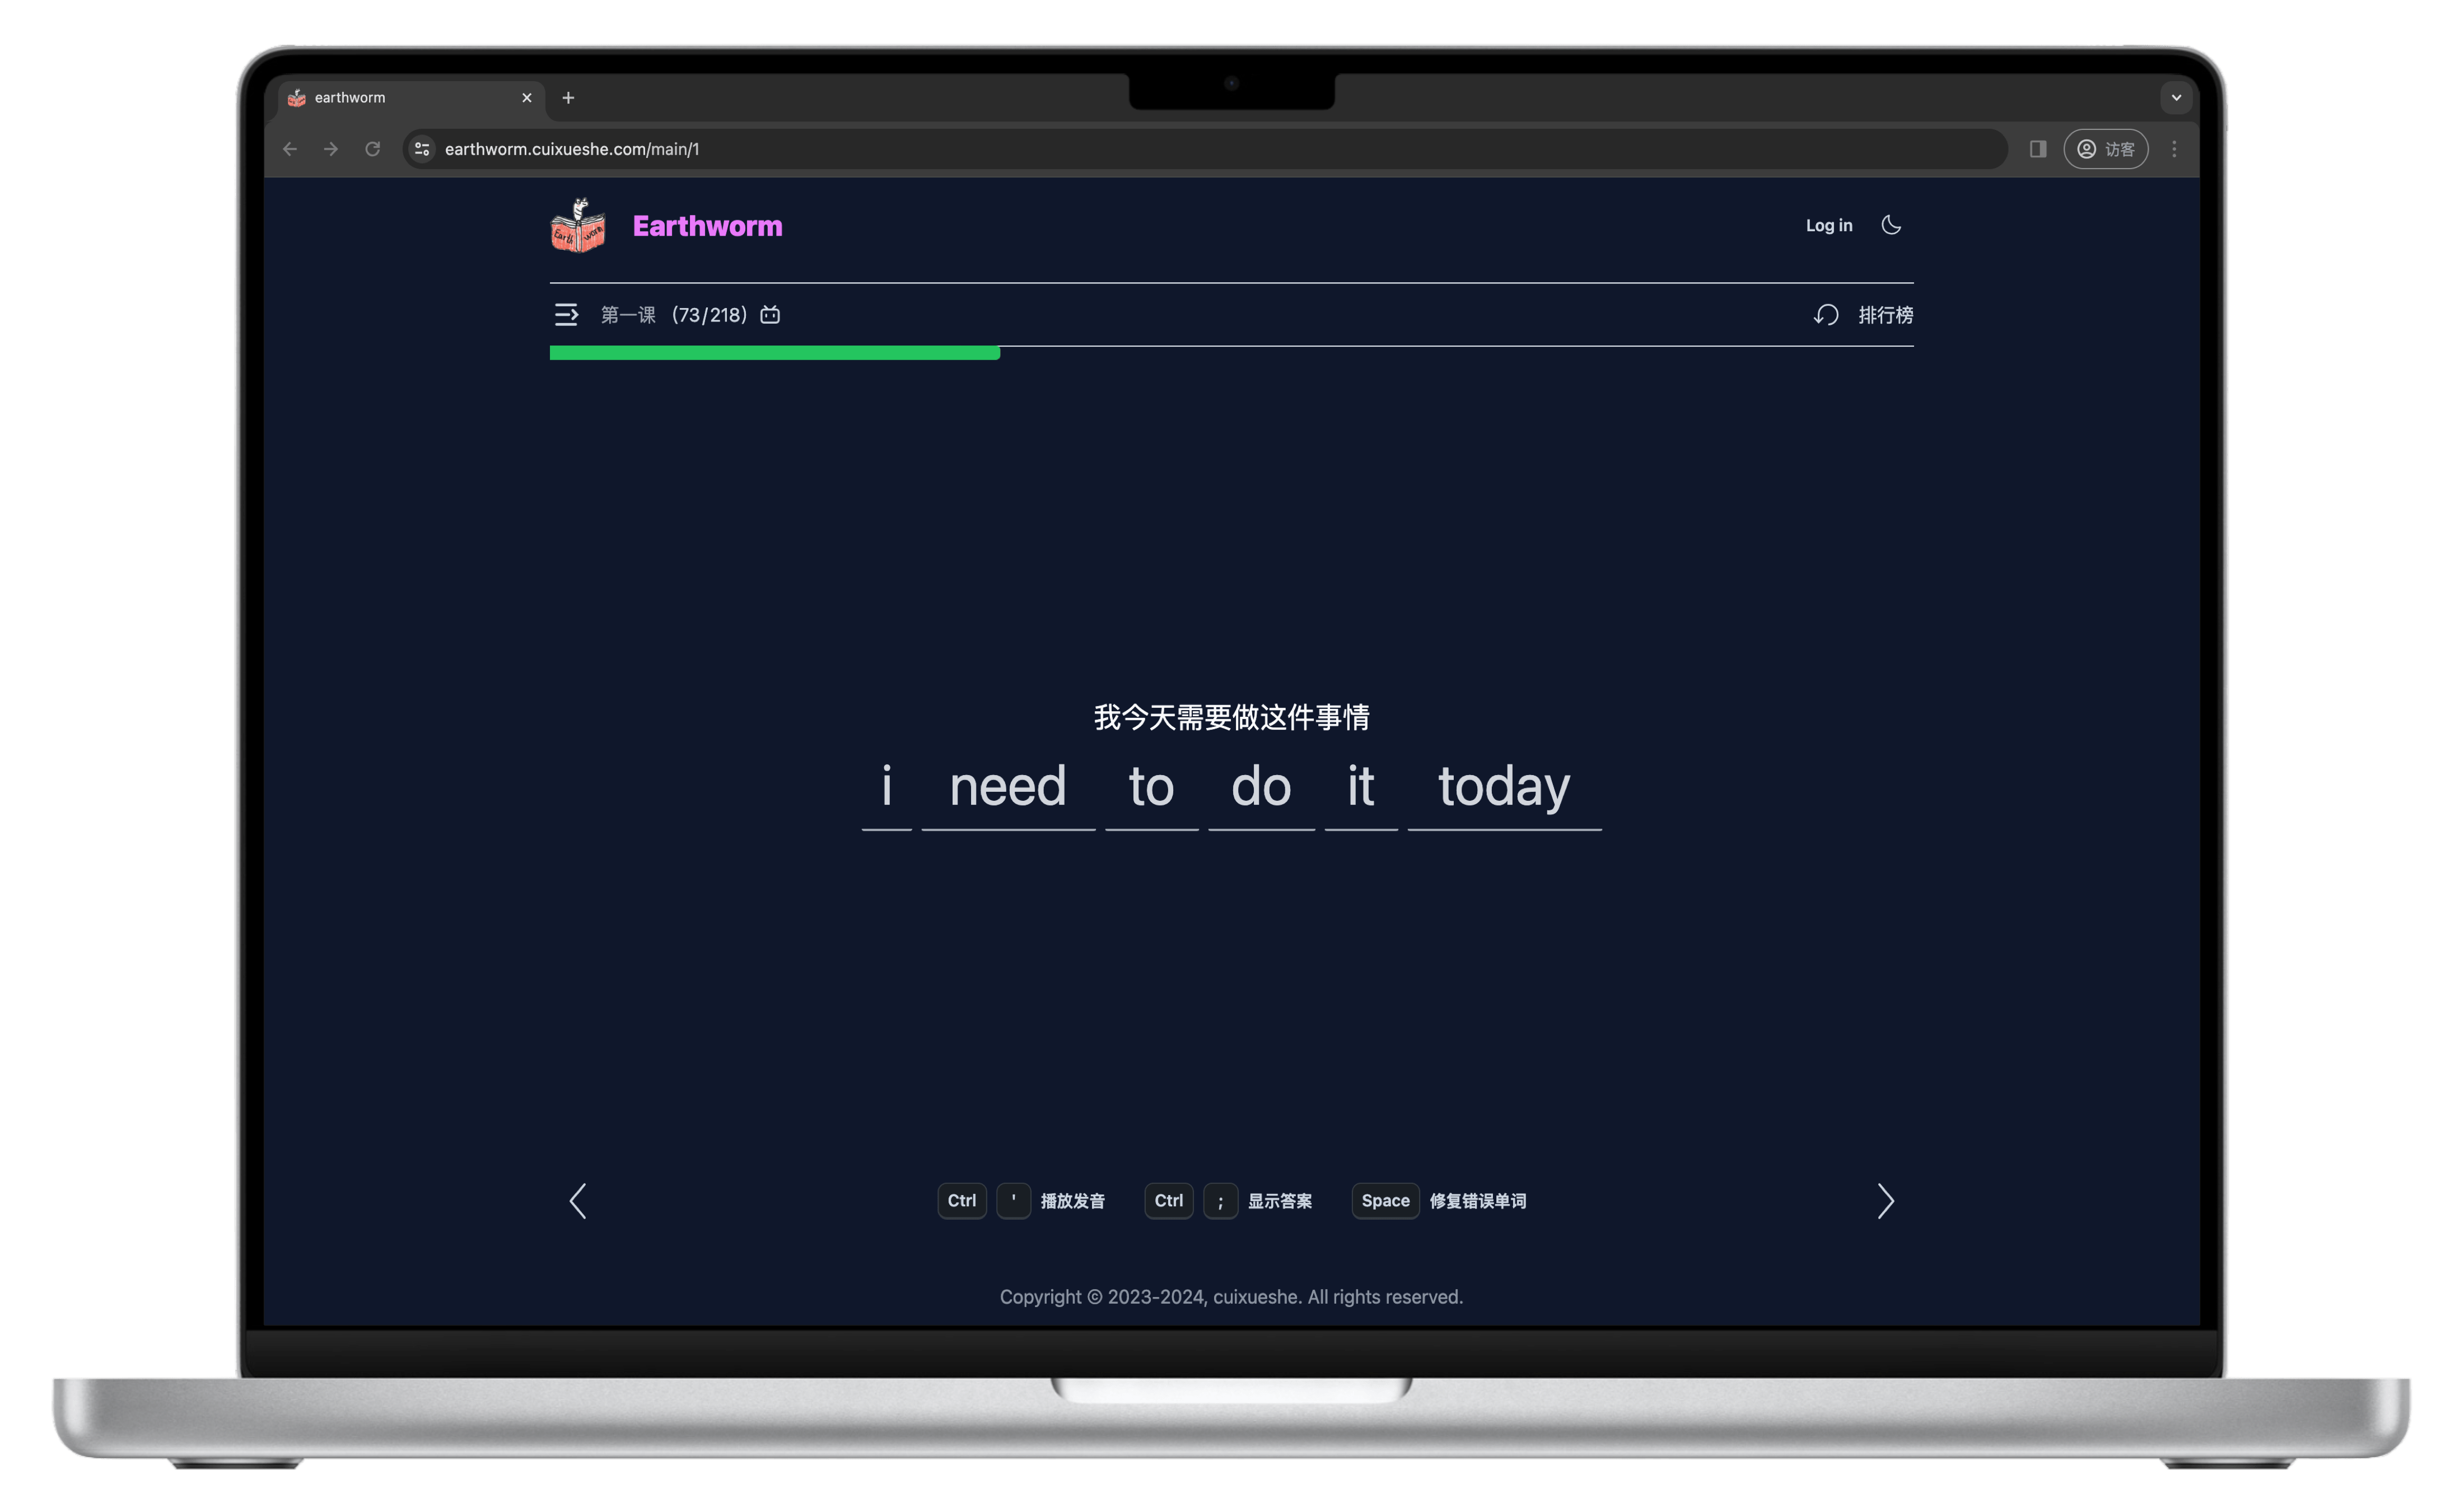 earthworm
earthworm.cuixueshe.com/main/1
访客
Earth worm
Earthworm
Log in
第一课 (73/218)
排行榜
我今天需要做这件事情
i need to do it today
Ctrl ' 播放发音 Ctrl ; 显示答案 Space 修复错误单词
Copyright © 2023-2024, cuixueshe. All rights reserved.